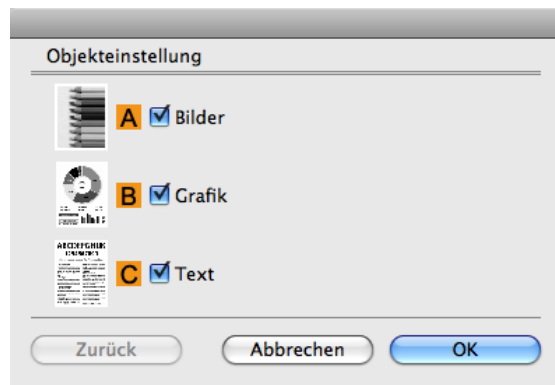 Objekteinstellung
A Bilder
B Grafik
C Text
Zurück Abbrechen OK